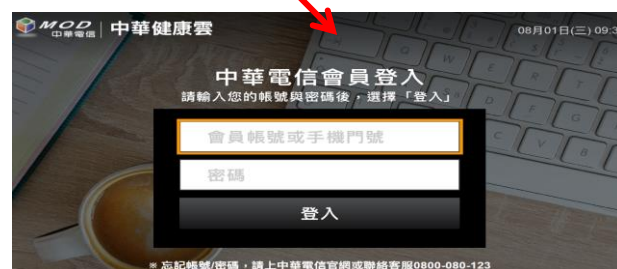 MOD 中華電信 | 中華健康雲
08月01日(三) 09:3
中華電信會員登入
請輸入您的帳號與密碼後，選擇「登入」
會員帳號或手機門號
密碼
登入
※ 忘記帳號/密碼，請上中華電信官網或聯絡客服0800-080-123